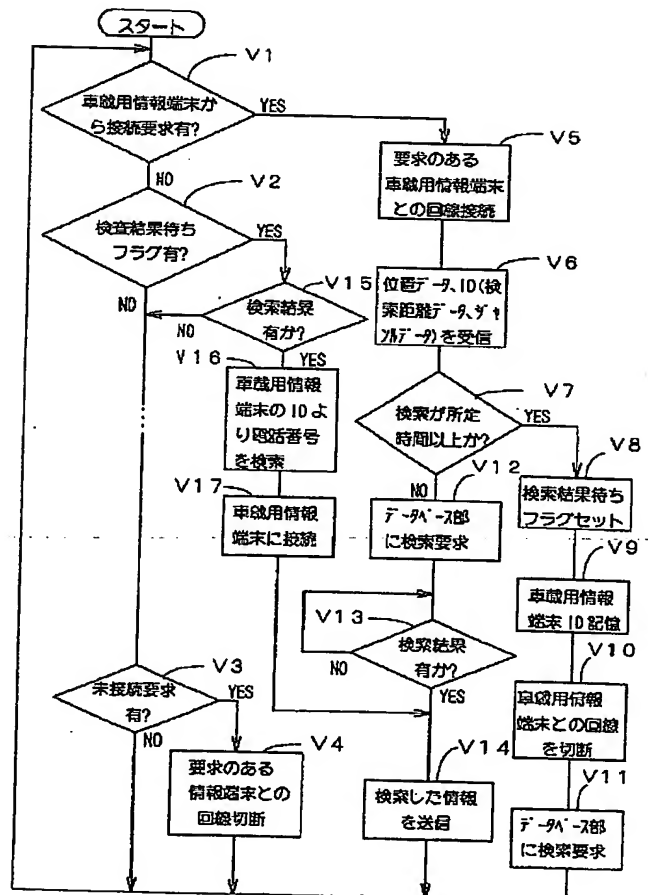 スタート
V1
車載用情報端末か
ら接続要求有?
YES
NO
V5
要求のある
車載用情報端末
との回線接続
V2
検査結果待ち
フラグ有?
YES
NO
V6
位置データ、ID(検
索距離データ、ジャ
ンルデータ)を受信
V15
検索結果
有か?
NO
YES
V7
検索が所定
時間以上か?
YES
NO
V16
車載用情報
端末のIDよ
り電話番号
を検索
V8
検索結果待ち
フラグセット
V12
データベース部
に検索要求
V17
車載用情報
端末に接続
V9
車載用情報
端末ID記憶
V13
検索結果
有か?
NO
YES
V10
車載用情報
端末との回線
を切断
V3
未接続要求
有?
YES
NO
V4
要求のある
情報端末との
回線切断
V14
検索した情報
を送信
V11
データベース部
に検索要求